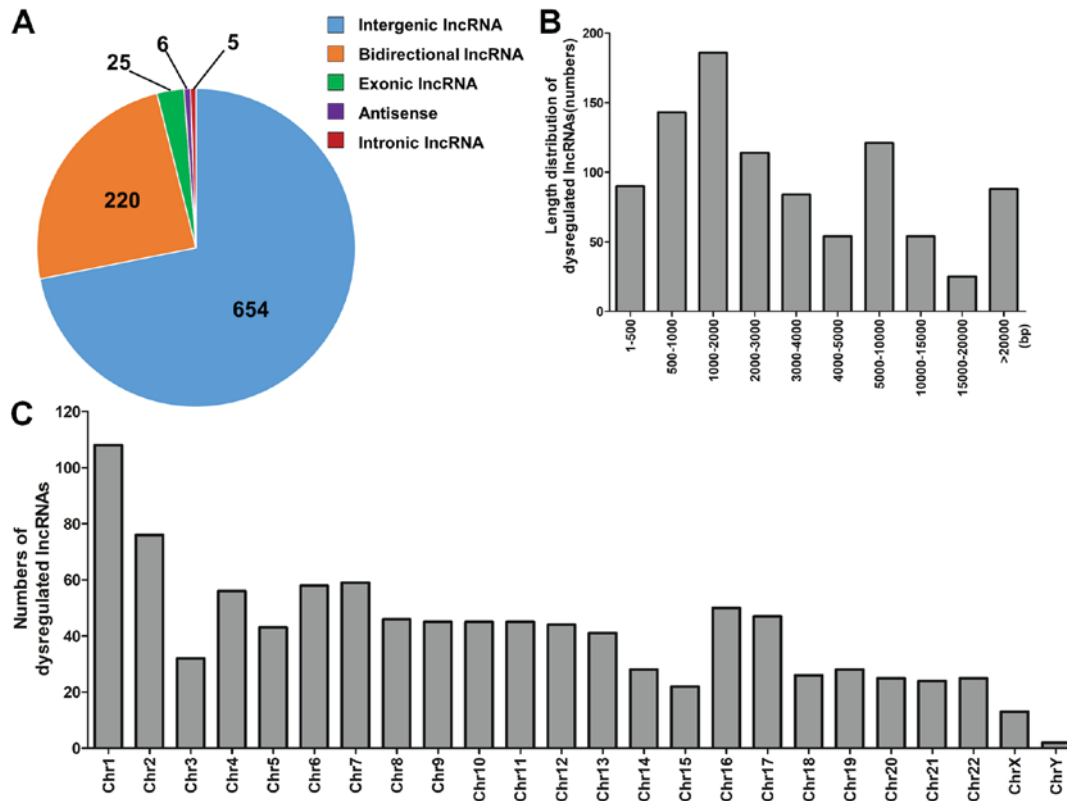 A
6
5
25
220
654
Intergenic lncRNA
Bidirectional lncRNA
Exonic lncRNA
Antisense
Intronic lncRNA
B
Length distribution of
dysregulated lncRNAs(numbers)
200
150
100
50
0
1-500
500-1000
1000-2000
2000-3000
3000-4000
4000-5000
5000-10000
10000-15000
15000-20000
>20000
(bp)
C
Numbers of
dysregulated lncRNAs
120
100
80
60
40
20
0
Chr1
Chr2
Chr3
Chr4
Chr5
Chr6
Chr7
Chr8
Chr9
Chr10
Chr11
Chr12
Chr13
Chr14
Chr15
Chr16
Chr17
Chr18
Chr19
Chr20
Chr21
Chr22
ChrX
ChrY